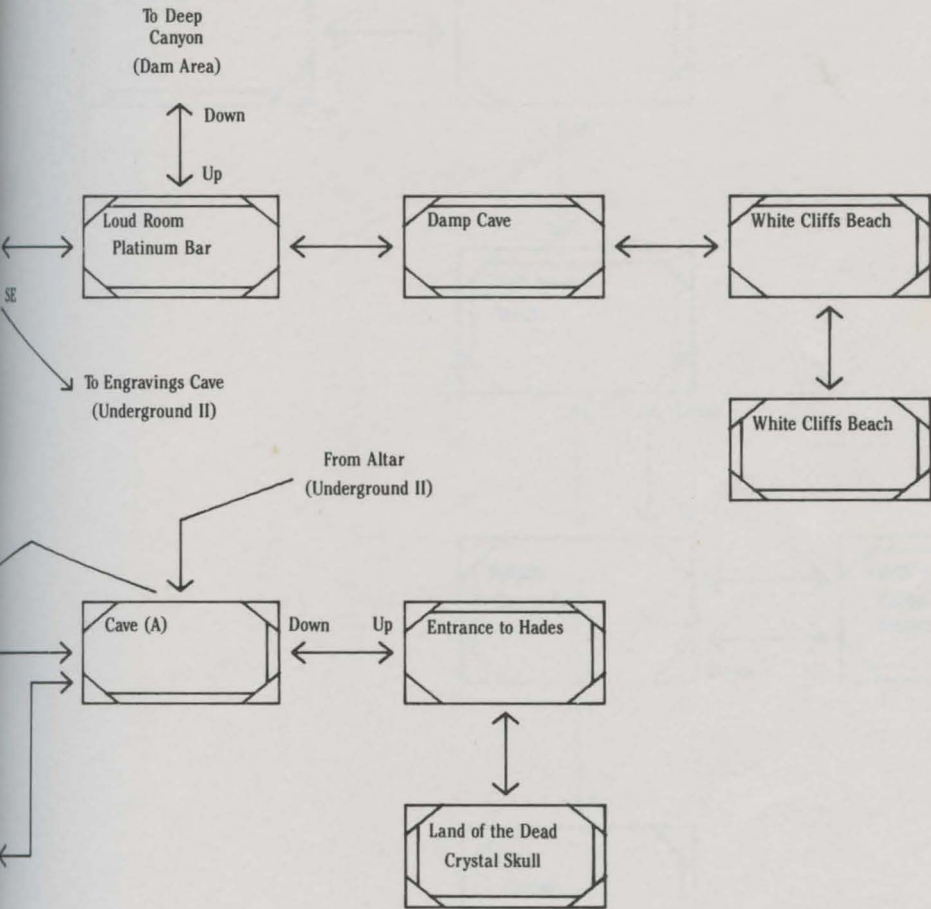 To Deep
Canyon
(Dam Area)
Down
Up
Loud Room
Platinum Bar
Damp Cave
White Cliffs Beach
SE
To Engravings Cave
(Underground II)
White Cliffs Beach
From Altar
(Underground II)
Cave (A)
Down
Up
Entrance to Hades
Land of the Dead
Crystal Skull